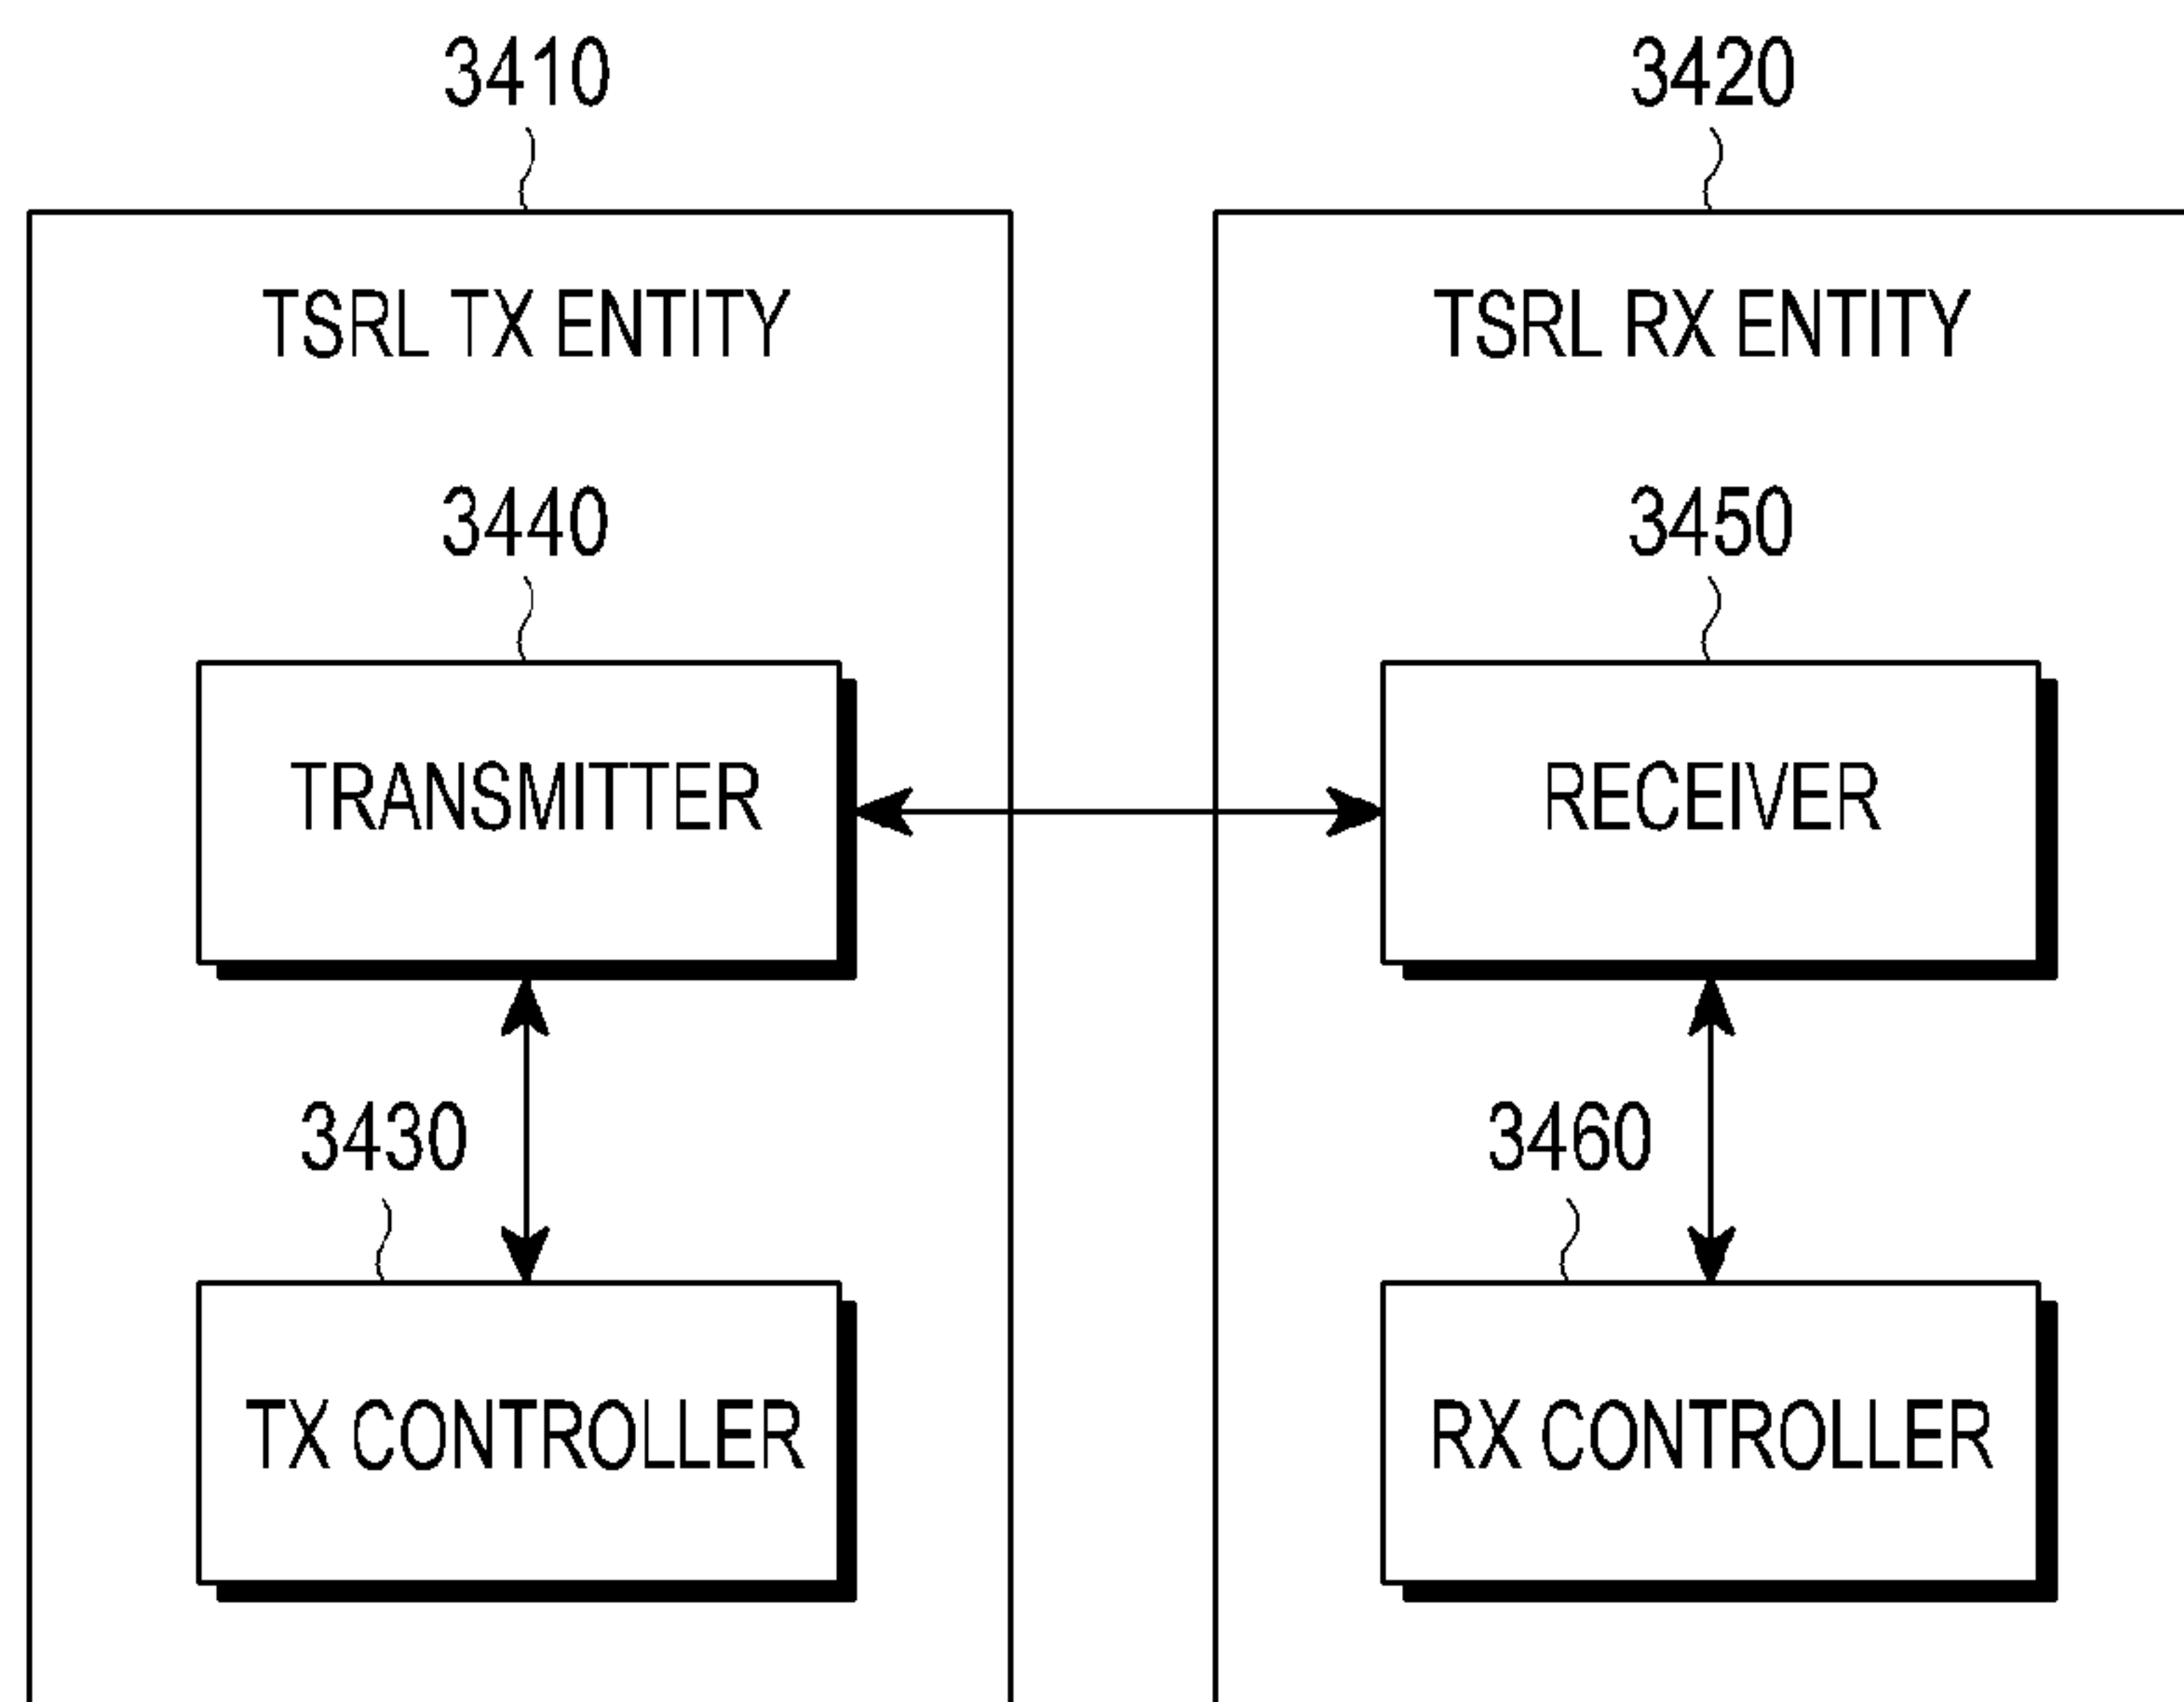 3410
3420
TSRL TX ENTITY
TSRL RX ENTITY
3440
3450
TRANSMITTER
RECEIVER
3430
3460
TX CONTROLLER
RX CONTROLLER